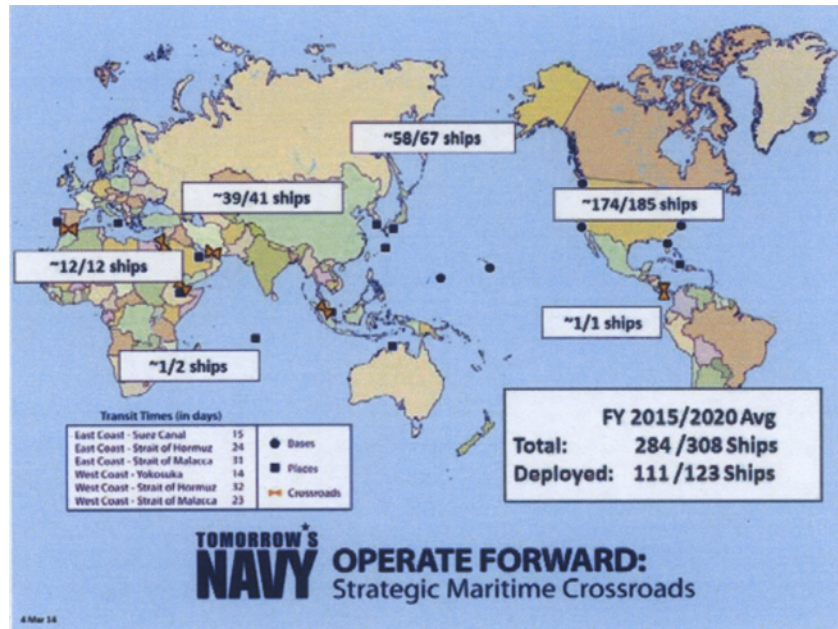 ~58/67 ships
~39/41 ships
~174/185 ships
~12/12 ships
~1/1 ships
~1/2 ships
Transit Times (in days)
East Coast - Suez Canal 15
East Coast - Strait of Hormuz 24
East Coast - Strait of Malacca 31
West Coast - Yokosuka 14
West Coast - Strait of Hormuz 32
West Coast - Strait of Malacca 23
Bases
Places
Crossroads
FY 2015/2020 Avg
Total: 284/308 Ships
Deployed: 111/123 Ships
TOMORROW'S
NAVY
OPERATE FORWARD:
Strategic Maritime Crossroads
4 Mar 14